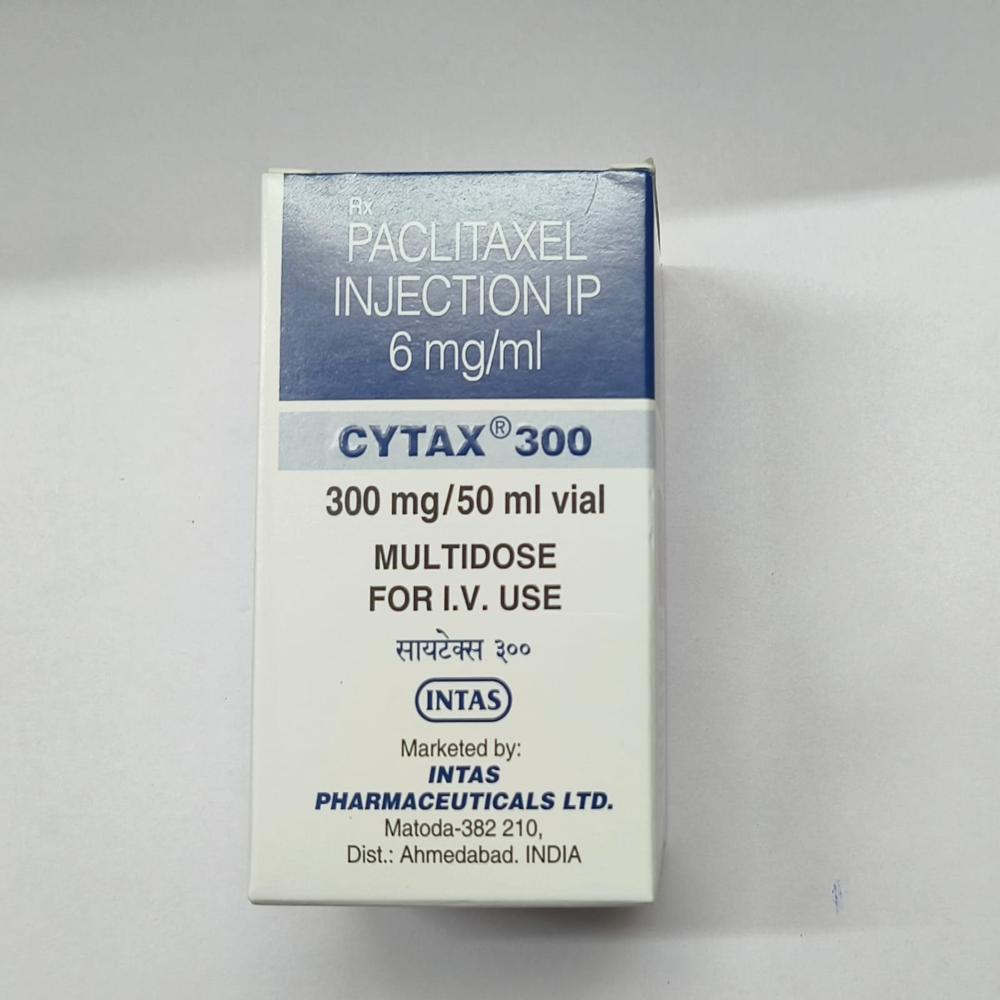 Rx
PACLITAXEL
INJECTION IP
6 mg/ml
CYTAX® 300
300 mg/50 ml vial
MULTIDOSE
FOR I.V. USE
सायटेक्स ३००
INTAS
Marketed by:
INTAS
PHARMACEUTICALS LTD.
Matoda-382 210,
Dist.: Ahmedabad. INDIA